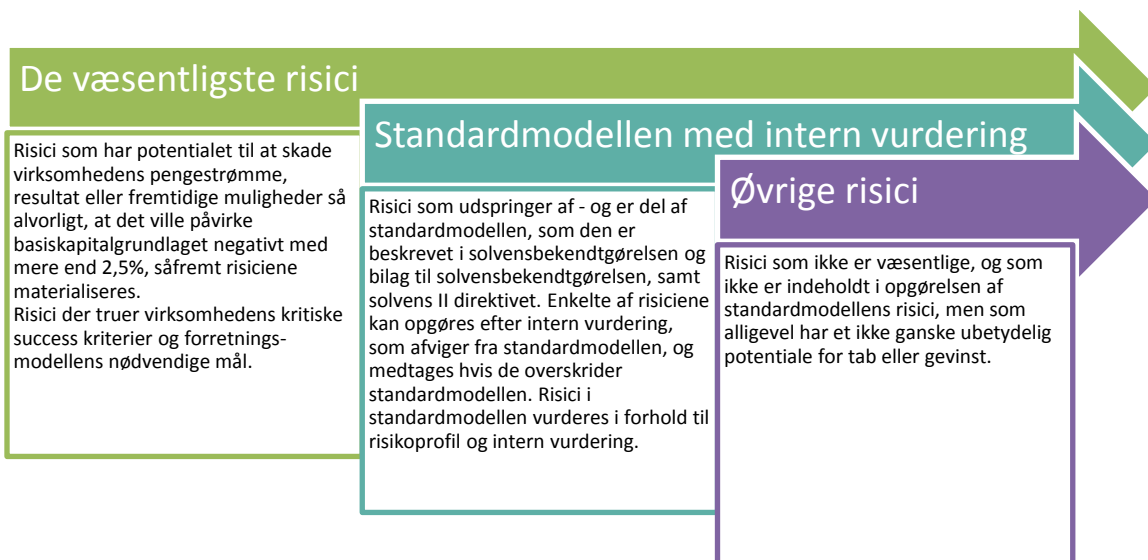 De væsentligste risici
Risici som har potentialet til at skade
virksomhedens pengestrømme,
resultat eller fremtidige muligheder så
alvorligt, at det ville påvirke
basiskapitalgrundlaget negativt med
mere end 2,5%, såfremt risiciene
materialiseres.
Risici der truer virksomhedens kritiske
success kriterier og forretnings-
modellens nødvendige mål.
Standardmodellen med intern vurdering
Risici som udspringer af - og er del af
standardmodellen, som den er
beskrevet i solvensbekendtgørelsen og
bilag til solvensbekendtgørelsen, samt
solvens II direktivet. Enkelte af risiciene
kan opgøres efter intern vurdering,
som afviger fra standardmodellen, og
medtages hvis de overskrider
standardmodellen. Risici i
standardmodellen vurderes i forhold til
risikoprofil og intern vurdering.
Øvrige risici
Risici som ikke er væsentlige, og som
ikke er indeholdt i opgørelsen af
standardmodellens risici, men som
alligevel har et ikke ganske ubetydelig
potentiale for tab eller gevinst.